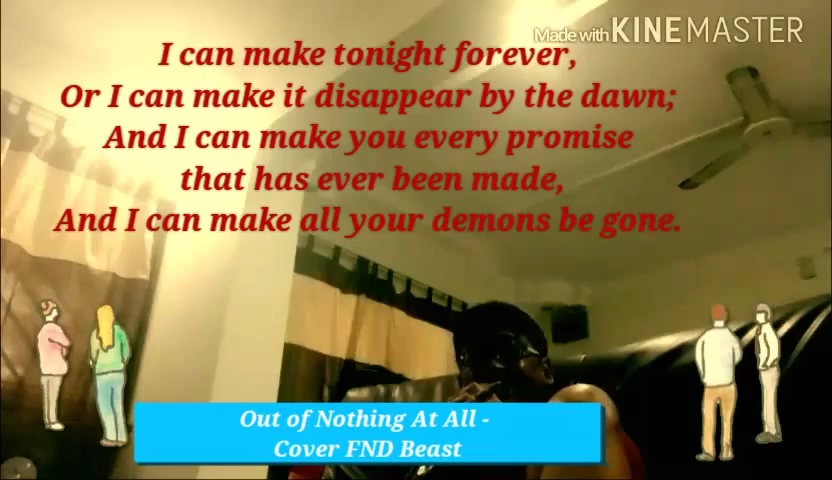 Made with KINEMASTER
I can make tonight forever,
Or I can make it disappear by the dawn;
And I can make you every promise
that has ever been made,
And I can make all your demons be gone.
Out of Nothing At All -
Cover FND Beast